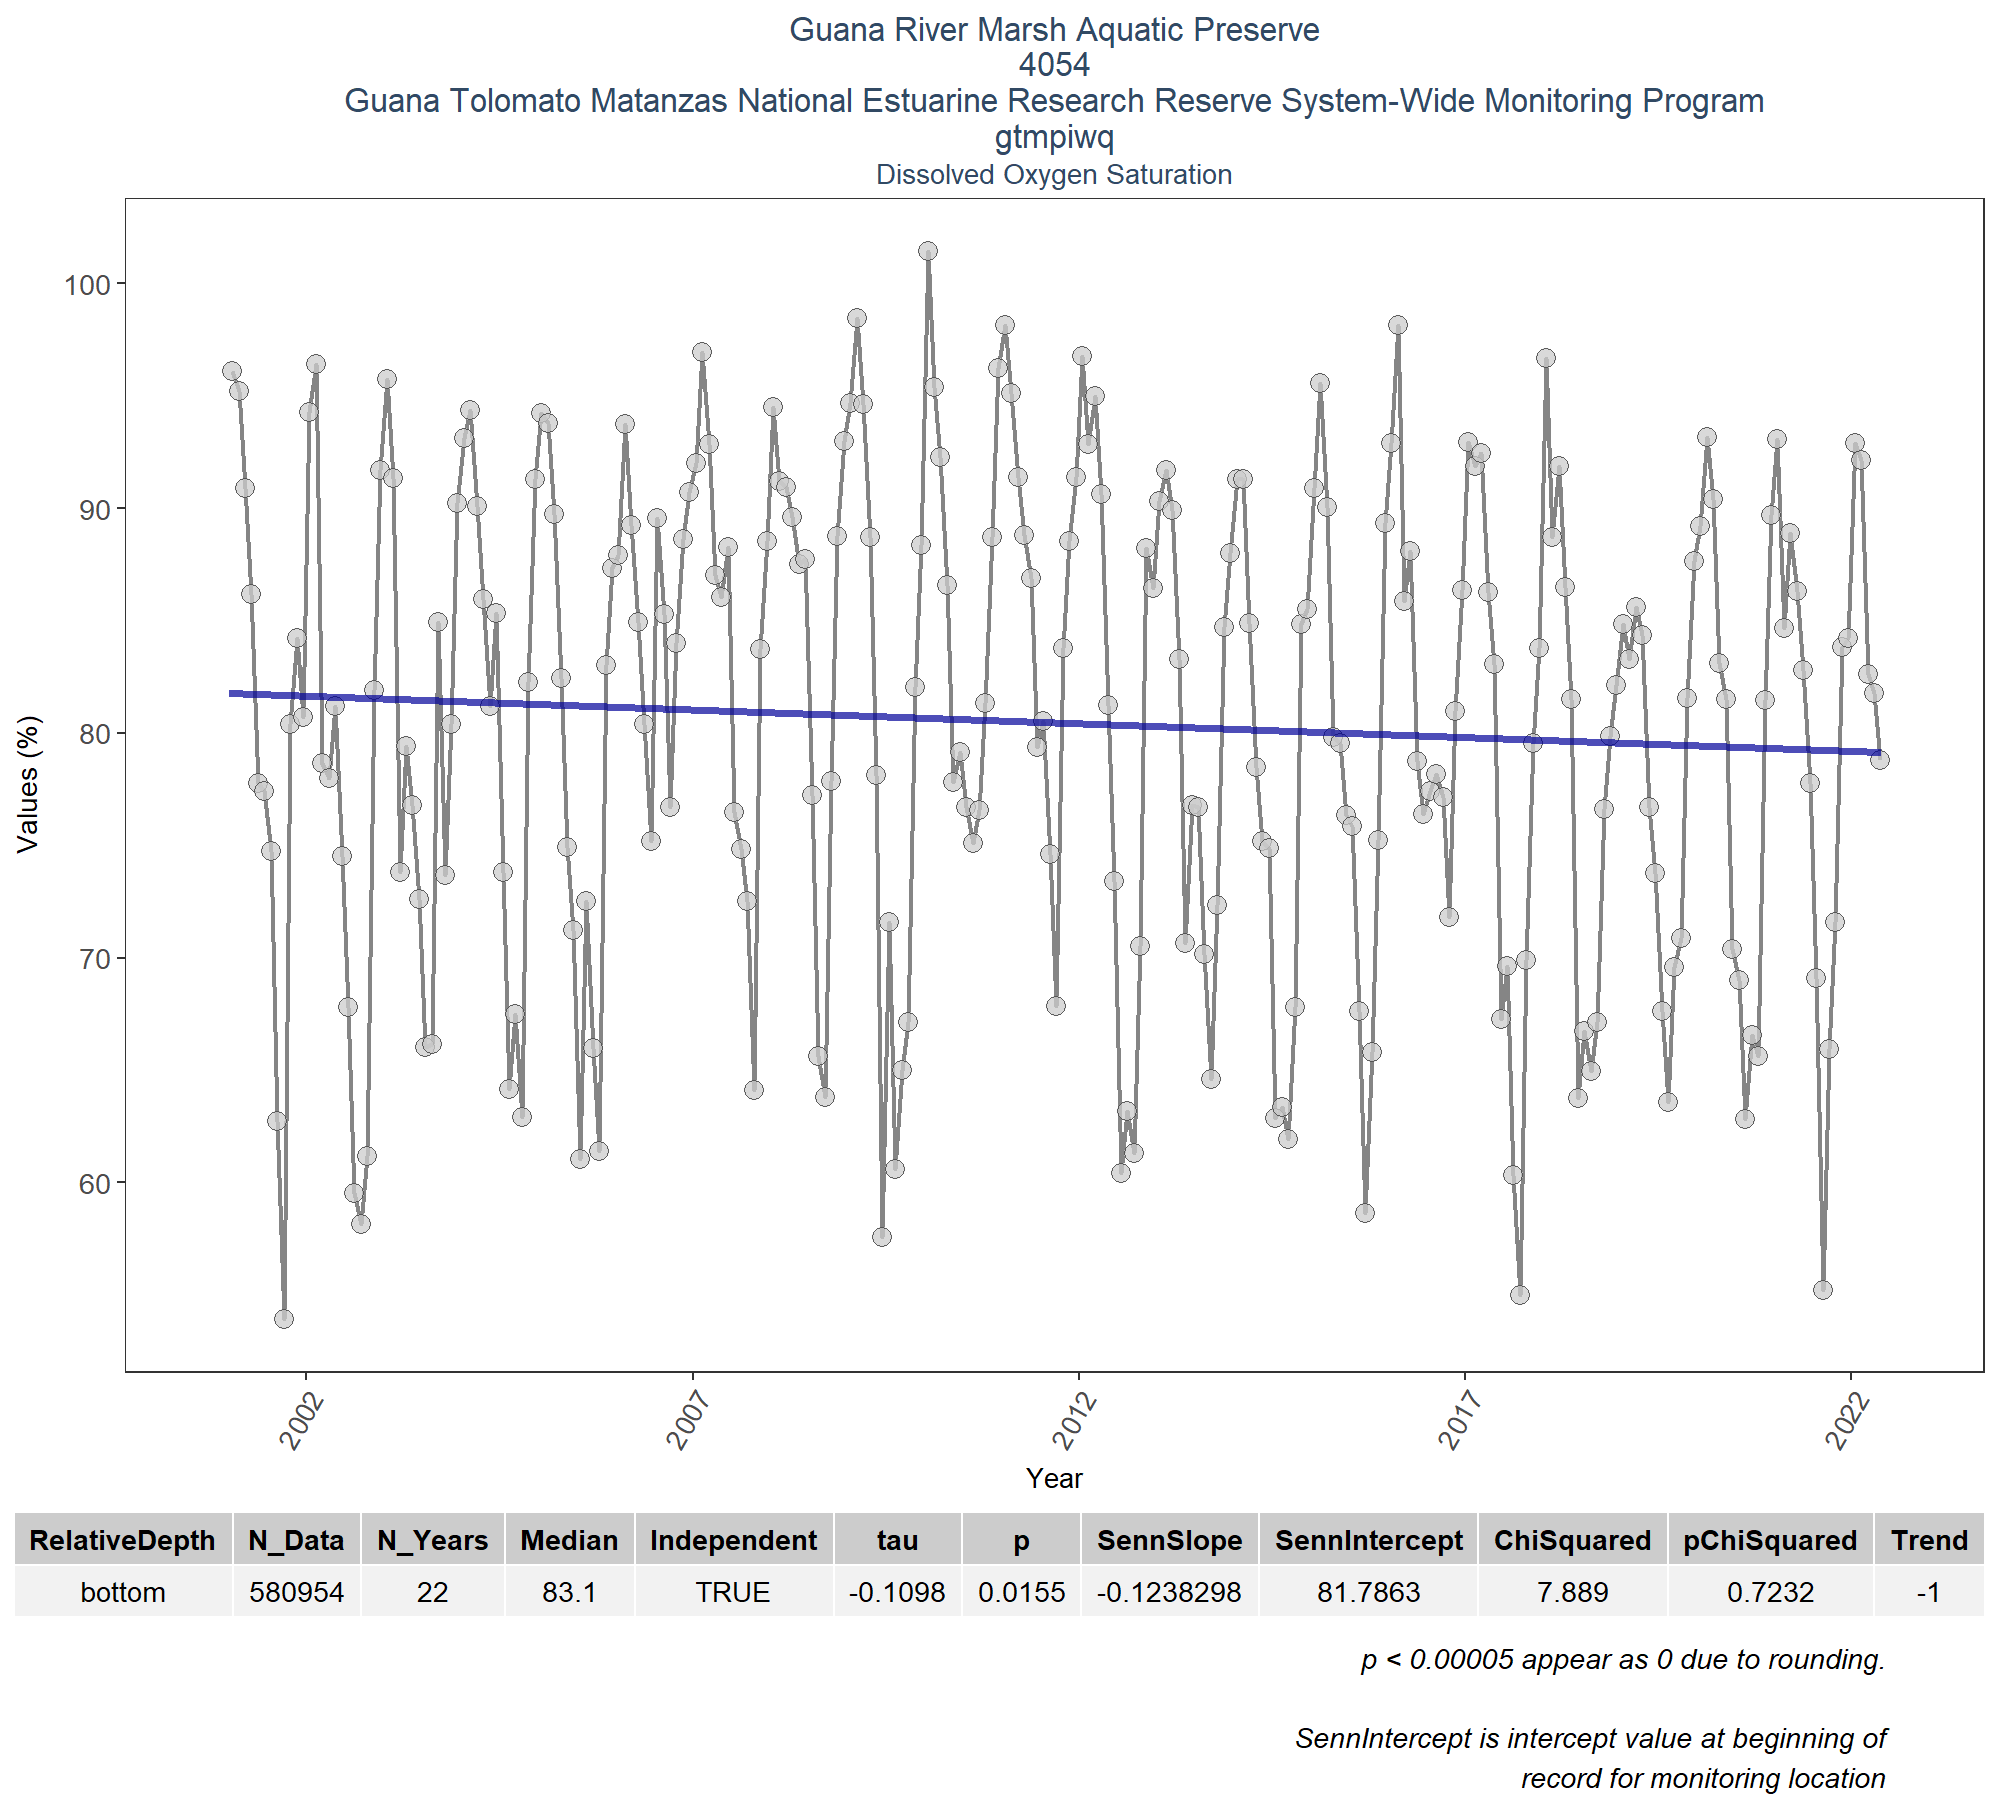 Guana River Marsh Aquatic Preserve
4054
Guana Tolomato Matanzas National Estuarine Research Reserve System-Wide Monitoring Program
gtmpiwq
Dissolved Oxygen Saturation
Values (%)
100
90
80
70
60
2002
2007
2012
2017
2022
Year
RelativeDepth N_Data N_Years Median Independent tau p SennSlope SennIntercept ChiSquared pChiSquared Trend
bottom 580954 22 83.1 TRUE -0.1098 0.0155 -0.1238298 81.7863 7.889 0.7232 -1
p < 0.00005 appear as 0 due to rounding.
SennIntercept is intercept value at beginning of
record for monitoring location